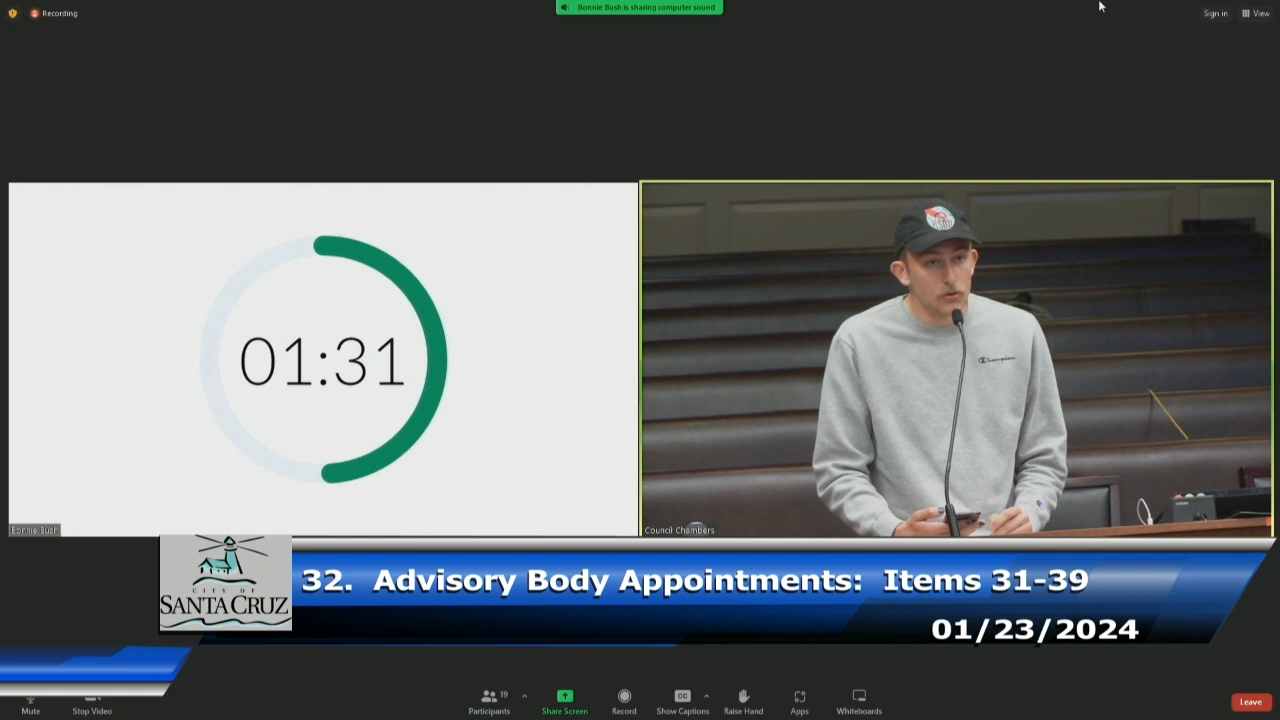 Recording
Bonnie Bush is sharing computer sound
Sign in
View
01:31
Champion
Bonnie Bush
Council Chambers
CITY OF
SANTA CRUZ
32. Advisory Body Appointments: Items 31-39
01/23/2024
Mute
Stop Video
Participants
19
Share Screen
Record
CC
Show Captions
Raise Hand
Apps
Whiteboards
Leave